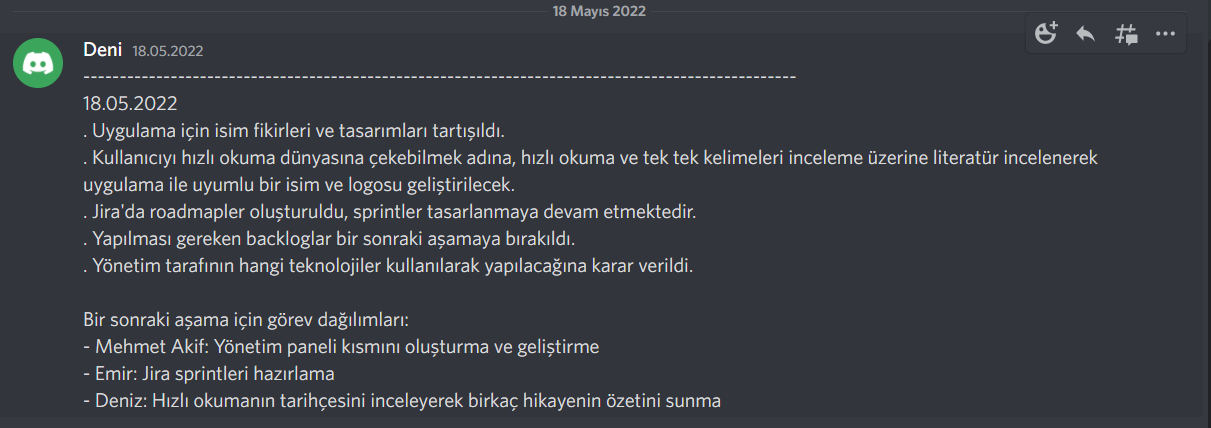 18 Mayıs 2022
Deni 18.05.2022
--------------------------------------------------------------------------------------------------
18.05.2022
. Uygulama için isim fikirleri ve tasarımları tartışıldı.
. Kullanıcıyı hızlı okuma dünyasına çekebilmek adına, hızlı okuma ve tek tek kelimeleri inceleme üzerine literatür incelenerek
uygulama ile uyumlu bir isim ve logosu geliştirilecek.
. Jira'da roadmapler oluşturuldu, sprintler tasarlanmaya devam etmektedir.
. Yapılması gereken backloglar bir sonraki aşamaya bırakıldı.
. Yönetim tarafının hangi teknolojiler kullanılarak yapılacağına karar verildi.
Bir sonraki aşama için görev dağılımları:
- Mehmet Akif: Yönetim paneli kısmını oluşturma ve geliştirme
- Emir: Jira sprintleri hazırlama
- Deniz: Hızlı okumanın tarihçesini inceleyerek birkaç hikayenin özetini sunma